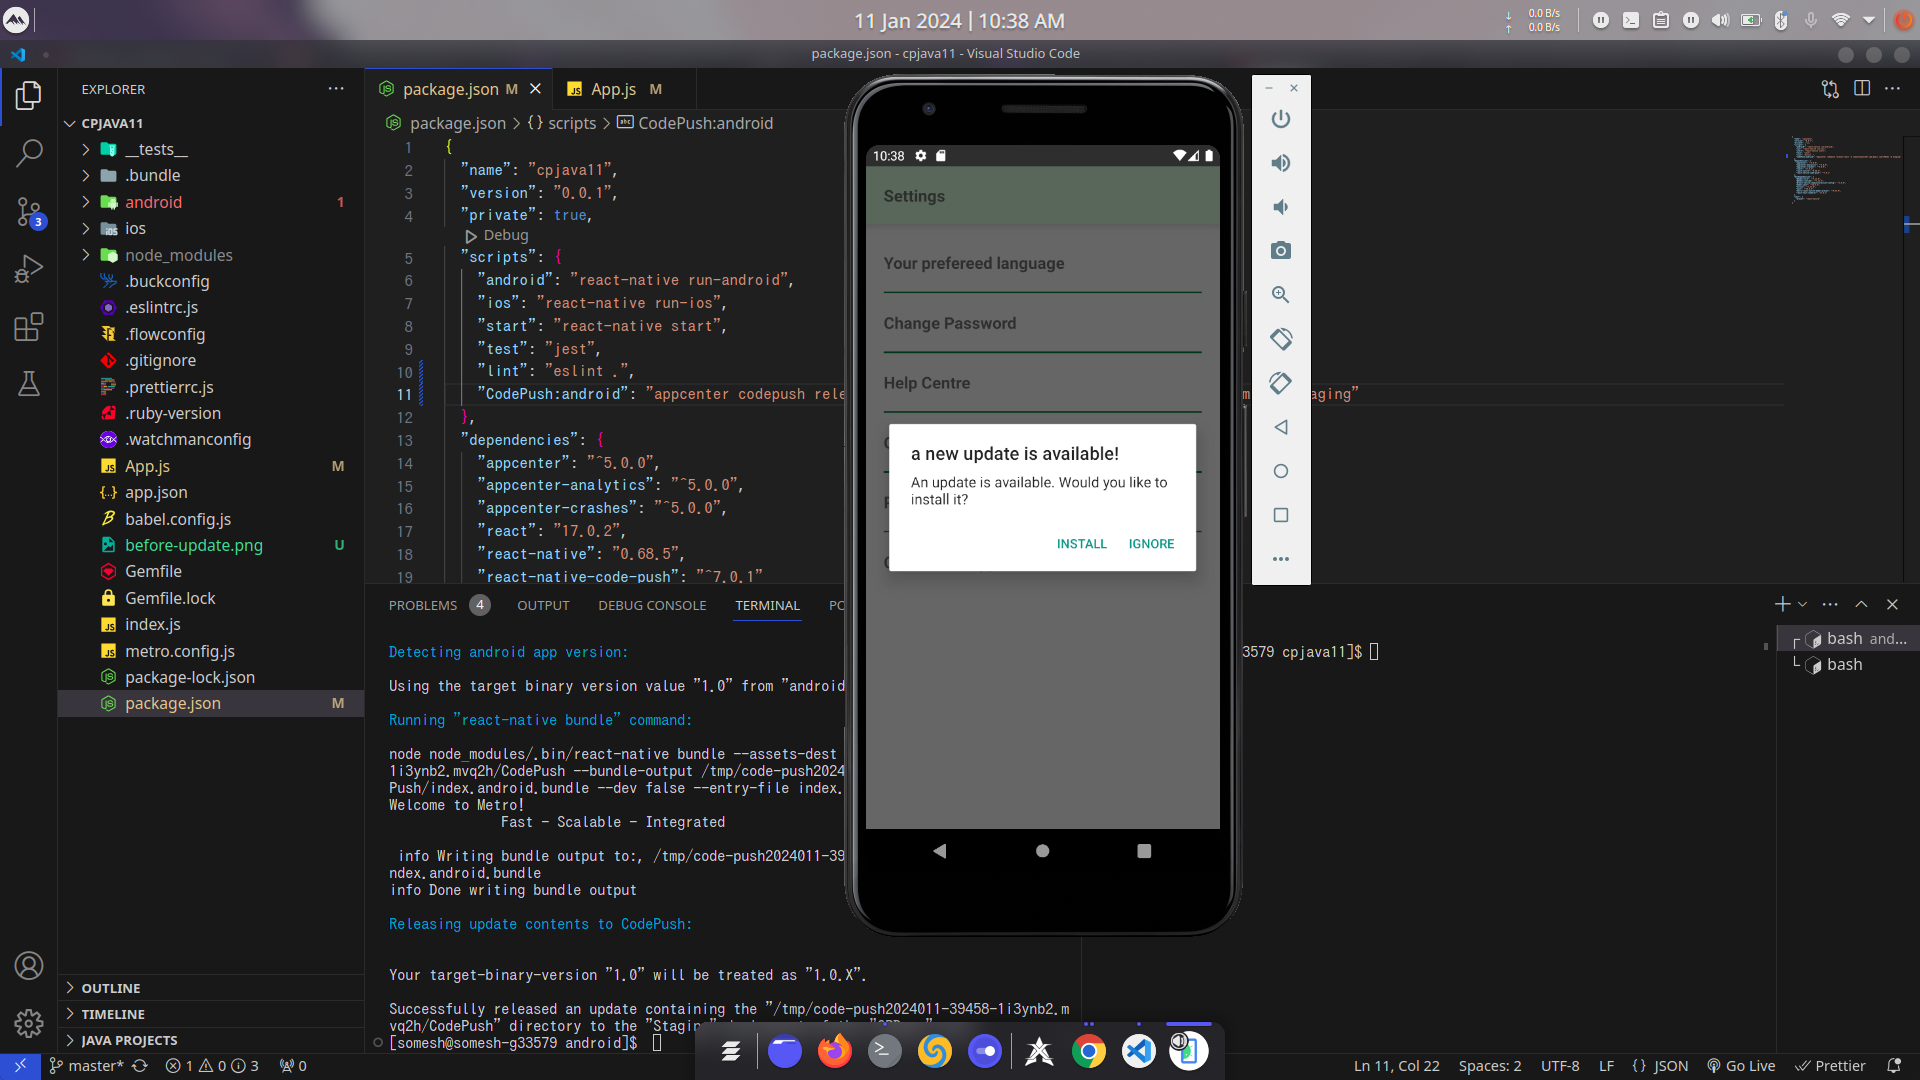 11 Jan 2024 | 10:38 AM
0.0 B/s
0.0 B/s
package.json - cpjava11 - Visual Studio Code
EXPLORER
CPJAVA11
__tests__
.bundle
android 1
ios
node_modules
.buckconfig
.eslintrc.js
.flowconfig
.gitignore
.prettierrc.js
.ruby-version
.watchmanconfig
App.js M
app.json
babel.config.js
before-update.png U
Gemfile
Gemfile.lock
index.js
metro.config.js
package-lock.json
package.json M
OUTLINE
TIMELINE
JAVA PROJECTS
3
package.json M
App.js M
package.json > {} scripts > CodePush:android
1 {
2 "name": "cpjava11",
3 "version": "0.0.1",
4 "private": true,
Debug
5 "scripts": {
6 "android": "react-native run-android",
7 "ios": "react-native run-ios",
8 "start": "react-native start",
9 "test": "jest",
10 "lint": "eslint .",
11 "CodePush:android": "appcenter codepush rele
aging"
12 },
13 "dependencies": {
14 "appcenter": "^5.0.0",
15 "appcenter-analytics": "^5.0.0",
16 "appcenter-crashes": "^5.0.0",
17 "react": "17.0.2",
18 "react-native": "0.68.5",
19 "react-native-code-push": "^7.0.1"
PROBLEMS 4 OUTPUT DEBUG CONSOLE TERMINAL PO
Detecting android app version:
Using the target binary version value "1.0" from "android
Running "react-native bundle" command:
node node_modules/.bin/react-native bundle --assets-dest
1i3ynb2.mvq2h/CodePush --bundle-output /tmp/code-push2024
Push/index.android.bundle --dev false --entry-file index.
Welcome to Metro!
Fast - Scalable - Integrated
info Writing bundle output to:, /tmp/code-push2024011-39
ndex.android.bundle
info Done writing bundle output
Releasing update contents to CodePush:
Your target-binary-version "1.0" will be treated as "1.0.X".
Successfully released an update containing the "/tmp/code-push2024011-39458-1i3ynb2.m
vq2h/CodePush" directory to the "Stagin
[somesh@somesh-g33579 android]$
3579 cpjava11]$
bash and...
bash
10:38
Settings
Your prefereed language
Change Password
Help Centre
a new update is available!
An update is available. Would you like to
install it?
INSTALL IGNORE
master* 1 0 3 0
Ln 11, Col 22 Spaces: 2 UTF-8 LF {} JSON Go Live Prettier